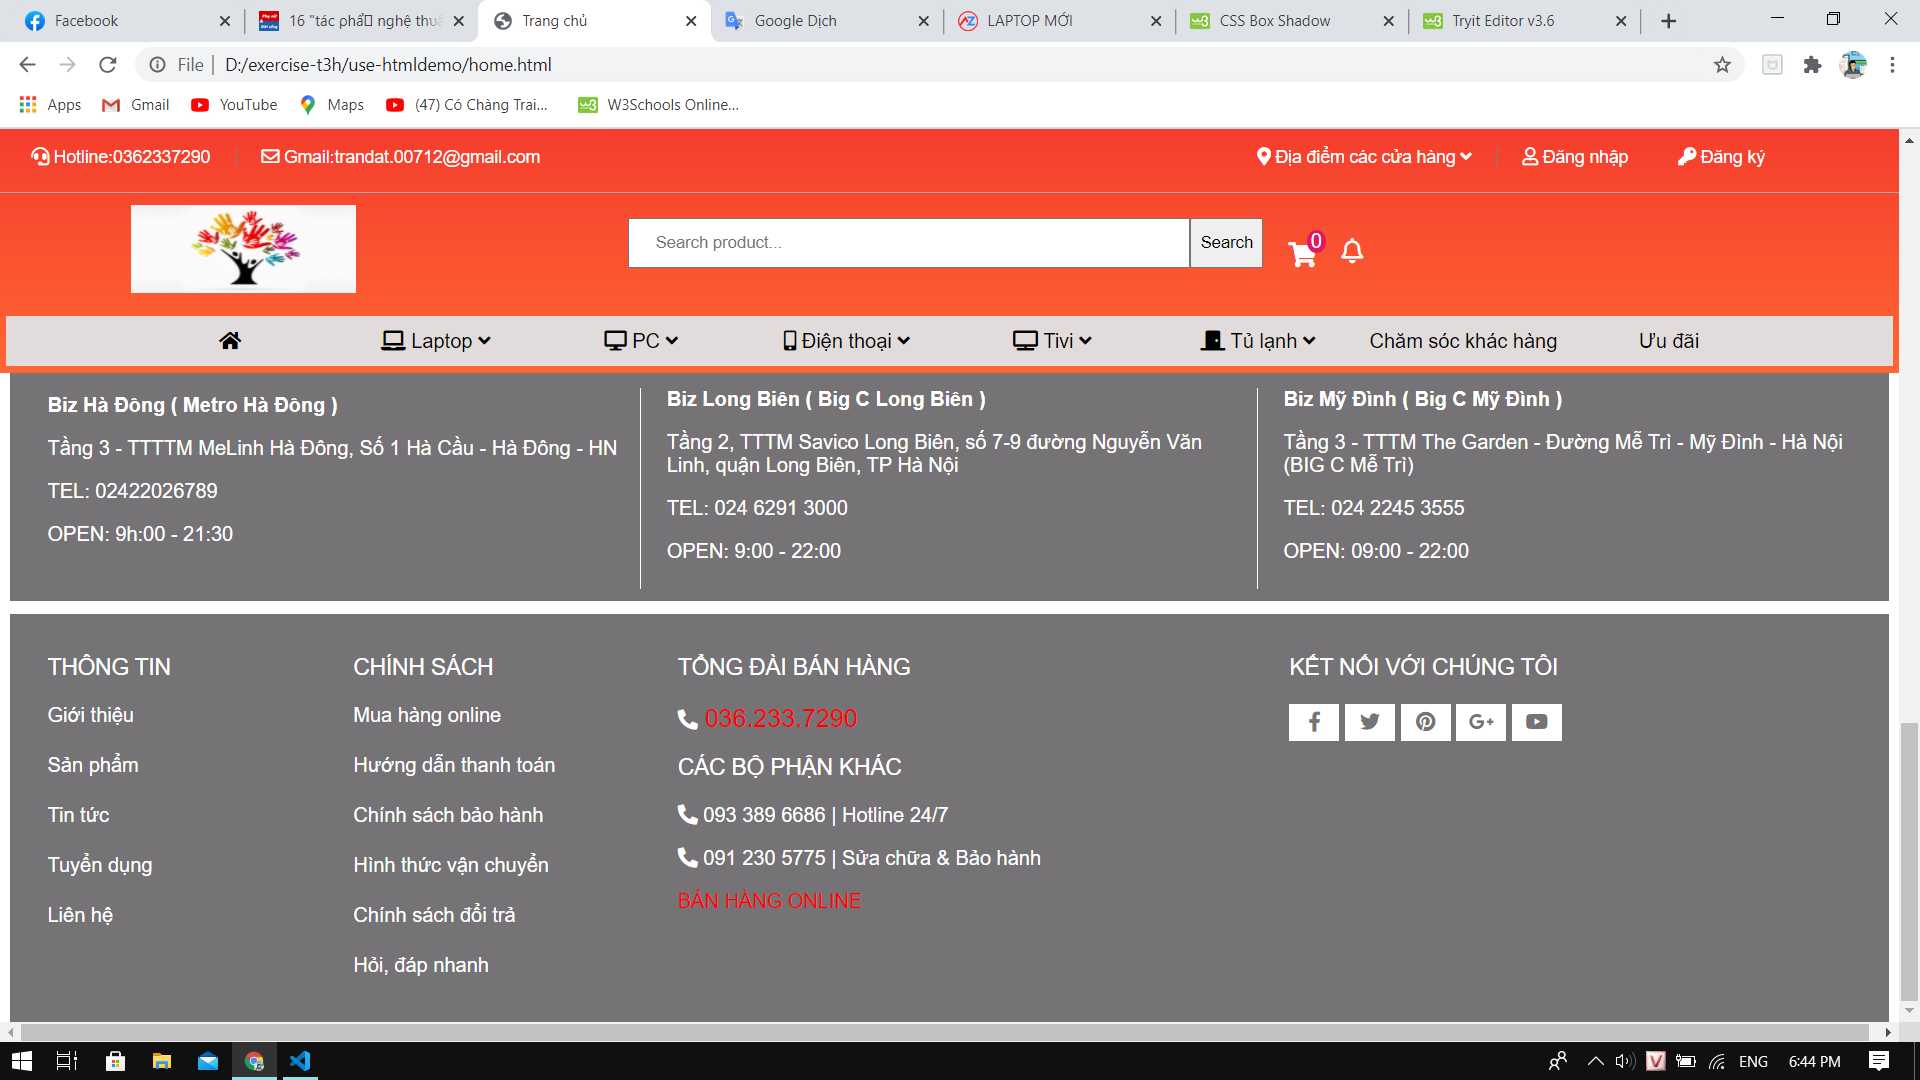 Facebook
16 "tác phẩ
nghệ thuậ
Trang chủ
Google Dịch
LAPTOP MỚI
CSS Box Shadow
Tryit Editor v3.6
File | D:/exercise-t3h/use-htmldemo/home.html
Apps
Gmail
YouTube
Maps
(47) Có Chàng Trai...
W3Schools Online...
Hotline:0362337290
Gmail:trandat.00712@gmail.com
Địa điểm các cửa hàng
Đăng nhập
Đăng ký
Search product...
Search
0
Laptop
PC
Điện thoại
Tivi
Tủ lạnh
Chăm sóc khác hàng
Ưu đãi
Biz Hà Đông ( Metro Hà Đông )
Tầng 3 - TTTTM MeLinh Hà Đông, Số 1 Hà Cầu - Hà Đông - HN
TEL: 02422026789
OPEN: 9h:00 - 21:30
Biz Long Biên ( Big C Long Biên )
Tầng 2, TTTM Savico Long Biên, số 7-9 đường Nguyễn Văn
Linh, quận Long Biên, TP Hà Nội
TEL: 024 6291 3000
OPEN: 9:00 - 22:00
Biz Mỹ Đình ( Big C Mỹ Đình )
Tầng 3 - TTTM The Garden - Đường Mễ Trì - Mỹ Đình - Hà Nội
(BIG C Mễ Trì)
TEL: 024 2245 3555
OPEN: 09:00 - 22:00
THÔNG TIN
Giới thiệu
Sản phẩm
Tin tức
Tuyển dụng
Liên hệ
CHÍNH SÁCH
Mua hàng online
Hướng dẫn thanh toán
Chính sách bảo hành
Hình thức vận chuyển
Chính sách đổi trả
Hỏi, đáp nhanh
TỔNG ĐÀI BÁN HÀNG
036.233.7290
CÁC BỘ PHẬN KHÁC
093 389 6686 | Hotline 24/7
091 230 5775 | Sửa chữa & Bảo hành
BÁN HÀNG ONLINE
KẾT NỐI VỚI CHÚNG TÔI
ENG
6:44 PM